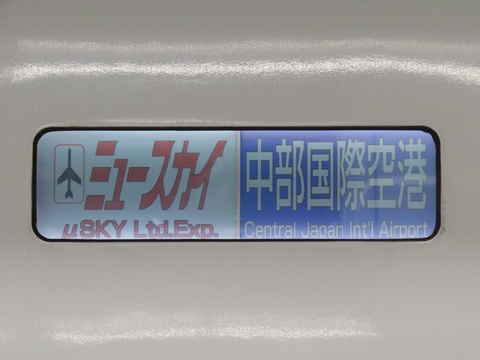 ミュースカイ
μSKY Ltd.Exp.
中部国際空港
Central Japan Int'l Airport